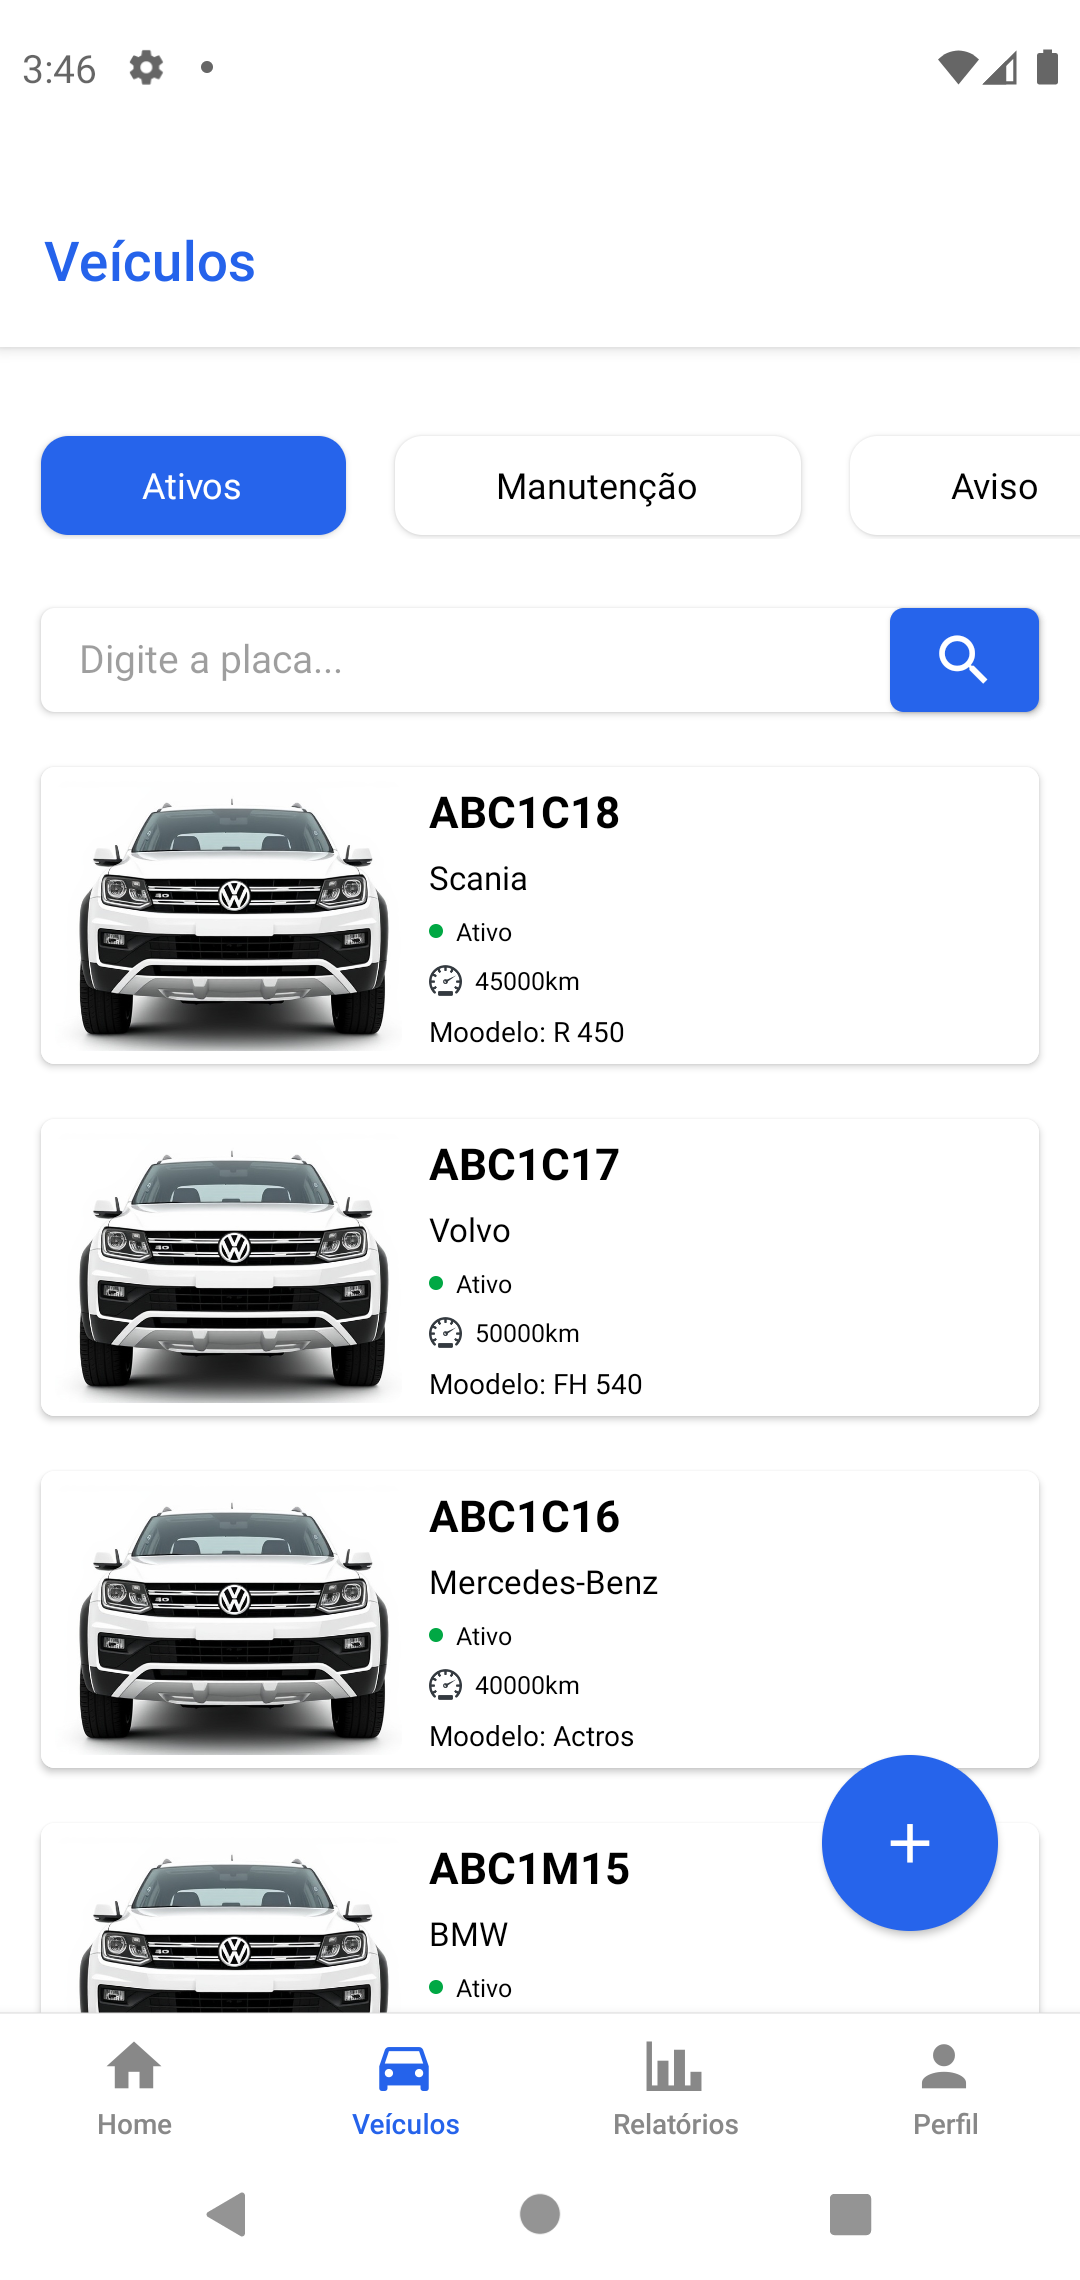 3:46
Veículos
Ativos Manutenção Aviso
Digite a placa...
ABC1C18
Scania
Ativo
45000km
Moodelo: R 450
ABC1C17
Volvo
Ativo
50000km
Moodelo: FH 540
ABC1C16
Mercedes-Benz
Ativo
40000km
Moodelo: Actros
ABC1M15
BMW
Ativo
Home Veículos Relatórios Perfil